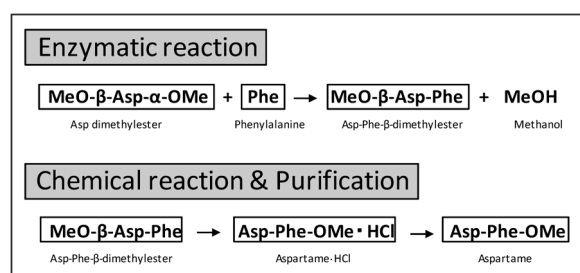 Enzymatic reaction
MeO-β-Asp-α-OMe + Phe → MeO-β-Asp-Phe + MeOH
Asp dimethylester Phenylalanine Asp-Phe-β-dimethylester Methanol
Chemical reaction & Purification
MeO-β-Asp-Phe → Asp-Phe-OMe・HCl → Asp-Phe-OMe
Asp-Phe-β-dimethylester Aspartame·HCl Aspartame